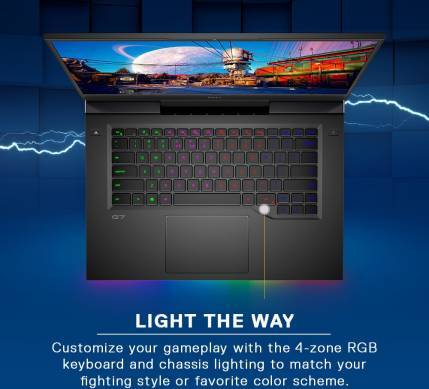 G7
LIGHT THE WAY
Customize your gameplay with the 4-zone RGB
keyboard and chassis lighting to match your
fighting style or favorite color scheme.